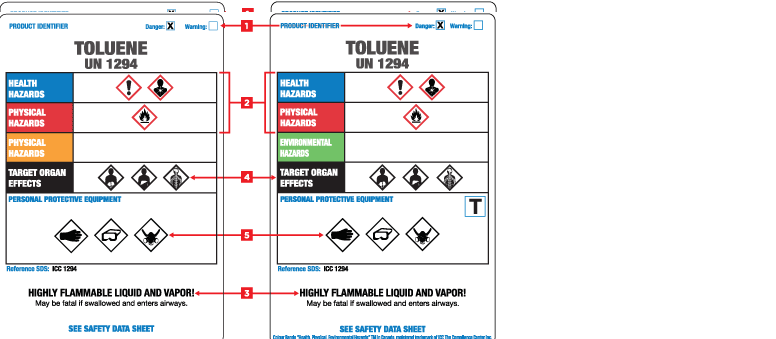 PRODUCT IDENTIFIER Danger: X Warning:
TOLUENE
UN 1294
HEALTH
HAZARDS
PHYSICAL
HAZARDS
PHYSICAL
HAZARDS
TARGET ORGAN
EFFECTS
PERSONAL PROTECTIVE EQUIPMENT
Reference SDS: ICC 1294
HIGHLY FLAMMABLE LIQUID AND VAPOR!
May be fatal if swallowed and enters airways.
SEE SAFETY DATA SHEET
1
2
4
5
3
PRODUCT IDENTIFIER Danger: X Warning:
TOLUENE
UN 1294
HEALTH
HAZARDS
PHYSICAL
HAZARDS
ENVIRONMENTAL
HAZARDS
TARGET ORGAN
EFFECTS
PERSONAL PROTECTIVE EQUIPMENT
T
Reference SDS: ICC 1294
HIGHLY FLAMMABLE LIQUID AND VAPOR!
May be fatal if swallowed and enters airways.
SEE SAFETY DATA SHEET